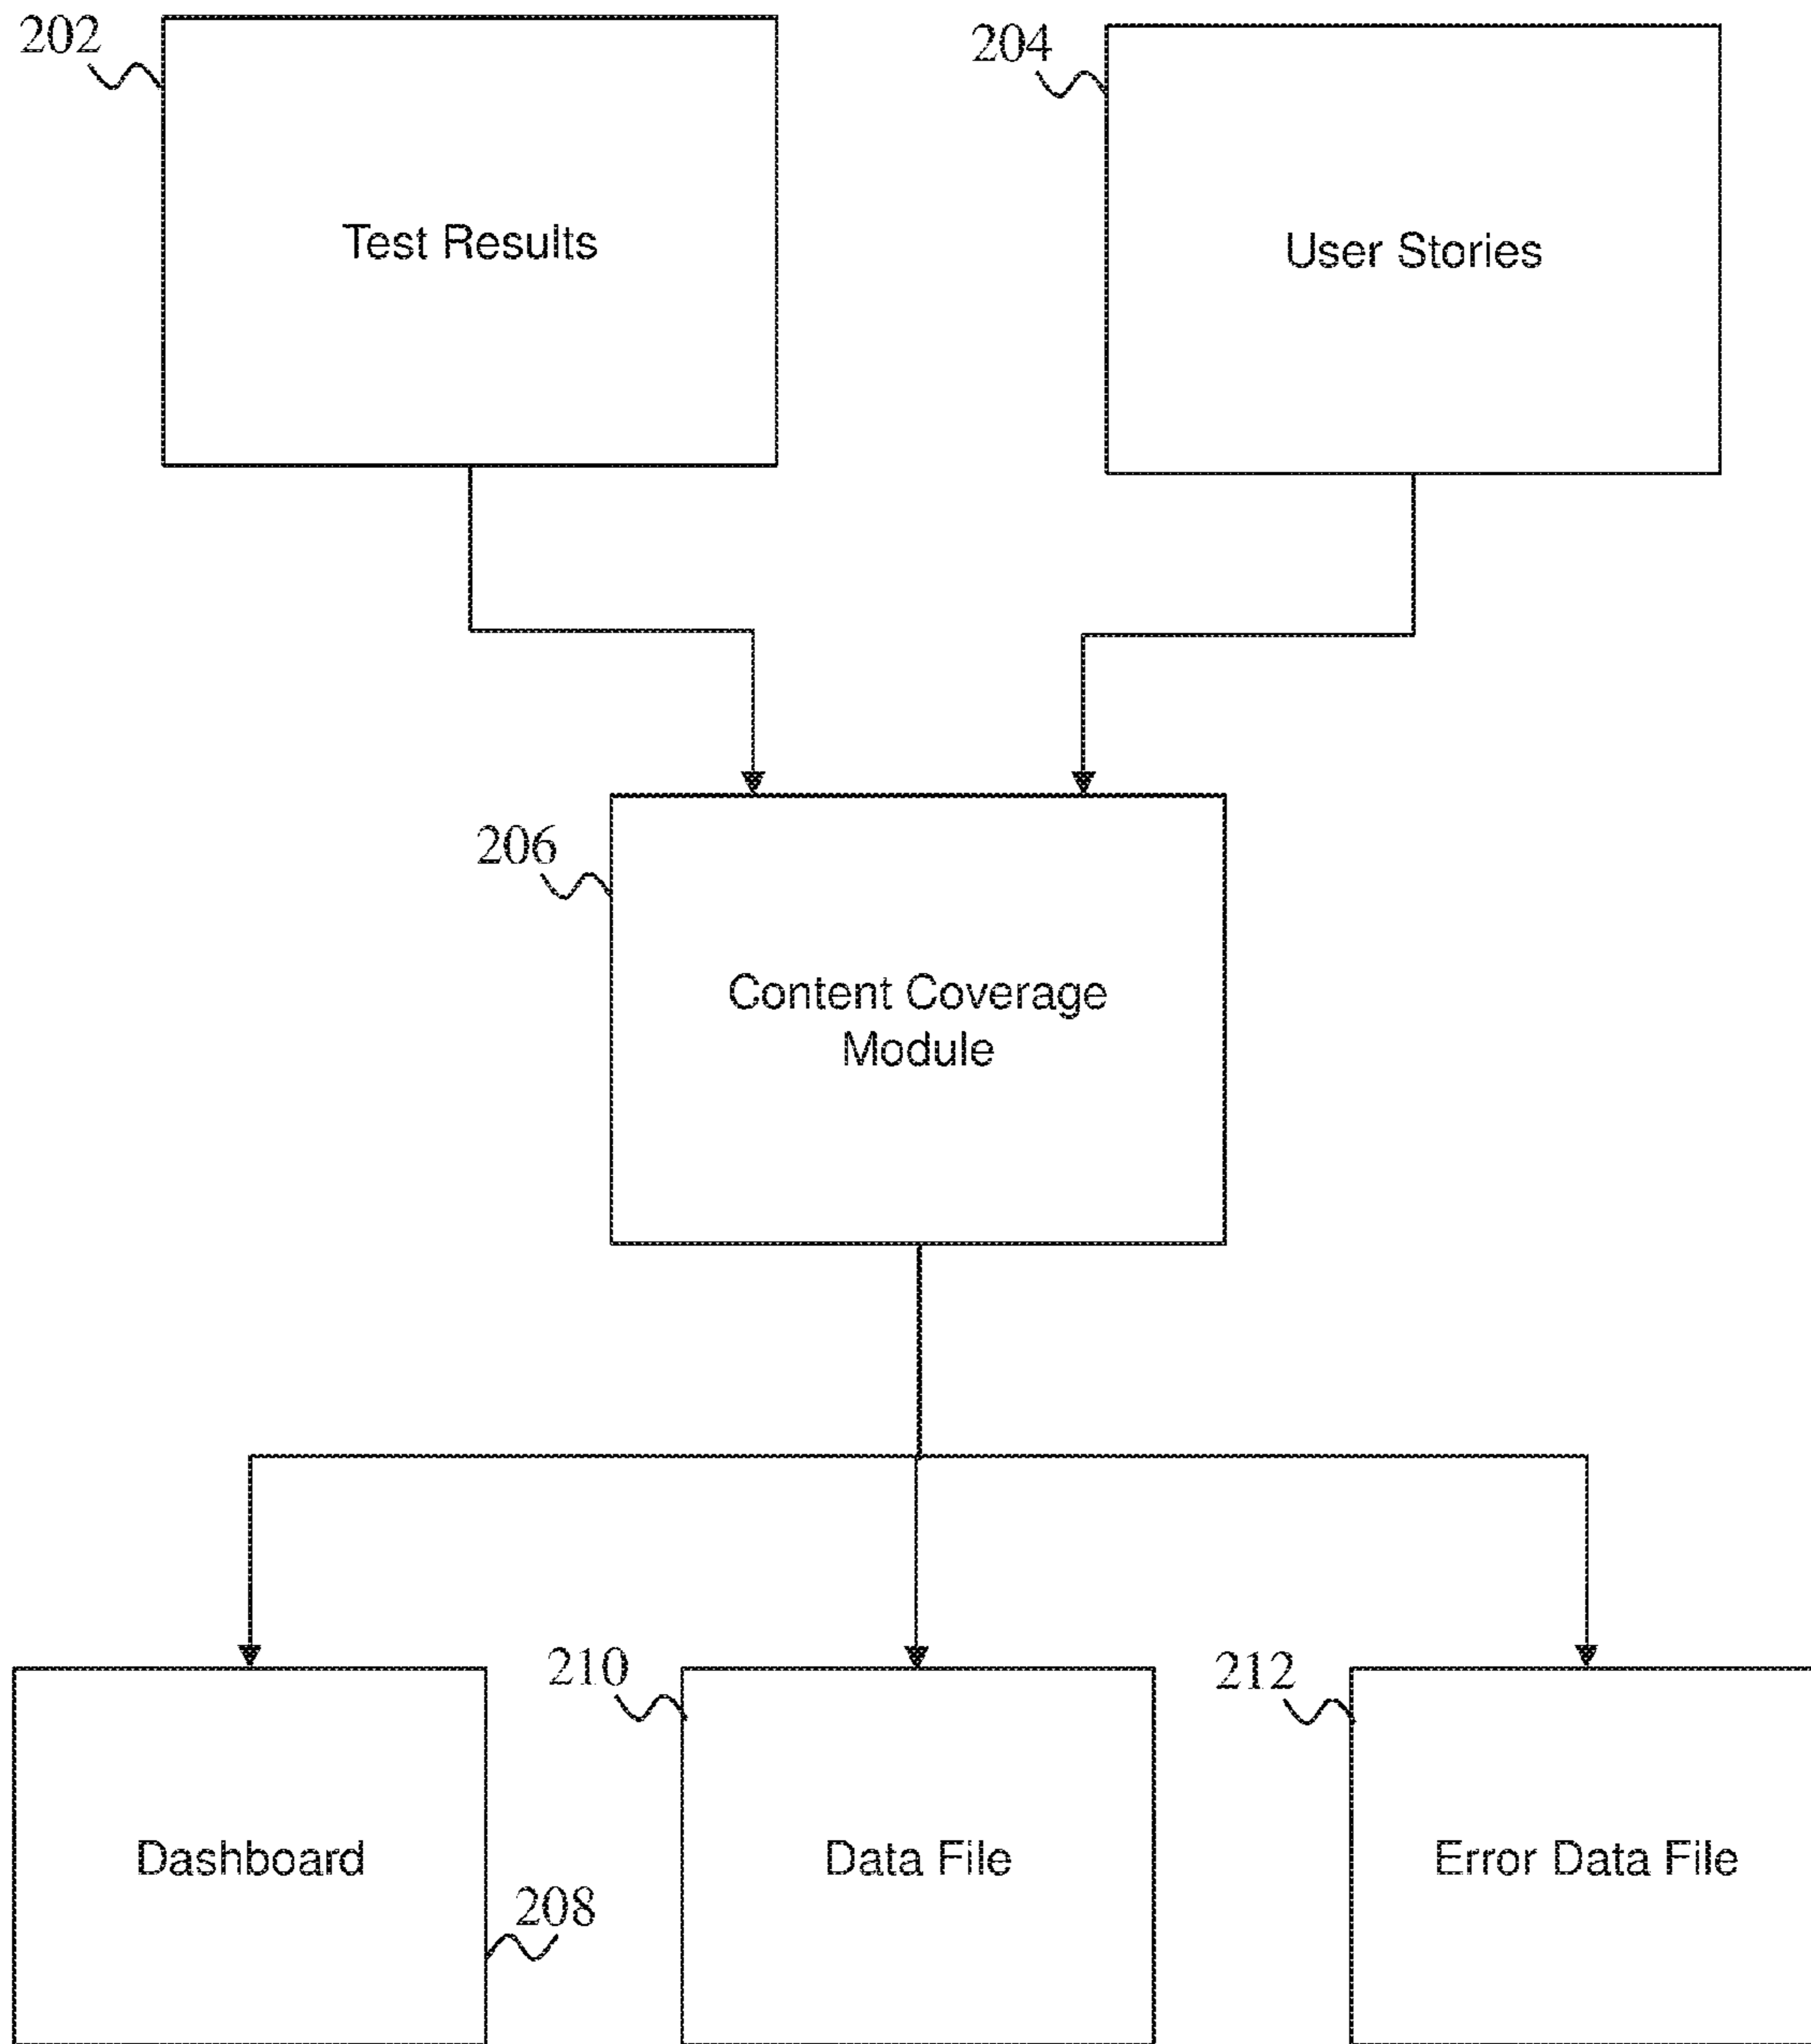 202
Test Results
204
User Stories
206
Content Coverage
Module
Dashboard
208
210
Data File
212
Error Data File